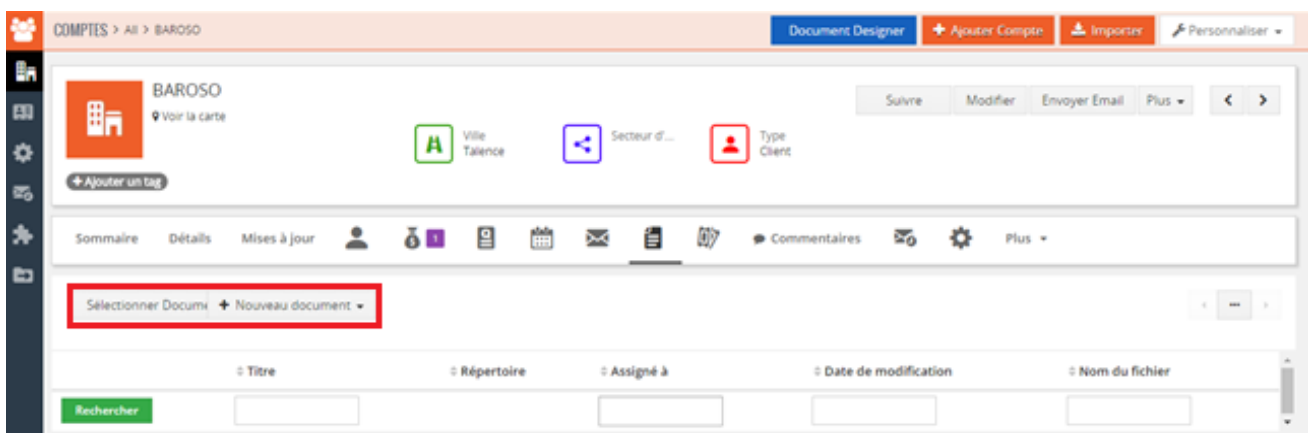 COMPTES > All > BAROSO
Document Designer
+ Ajouter Compte
Importer
Personnaliser
BAROSO
Voir la carte
Suivre
Modifier
Envoyer Email
Plus
Ville
Talence
Secteur d'...
Type
Client
+ Ajouter un tag
Sommaire
Détails
Mises à jour
1
Commentaires
Plus
Sélectionner Docume
+ Nouveau document
...
Titre
Répertoire
Assigné à
Date de modification
Nom du fichier
Rechercher